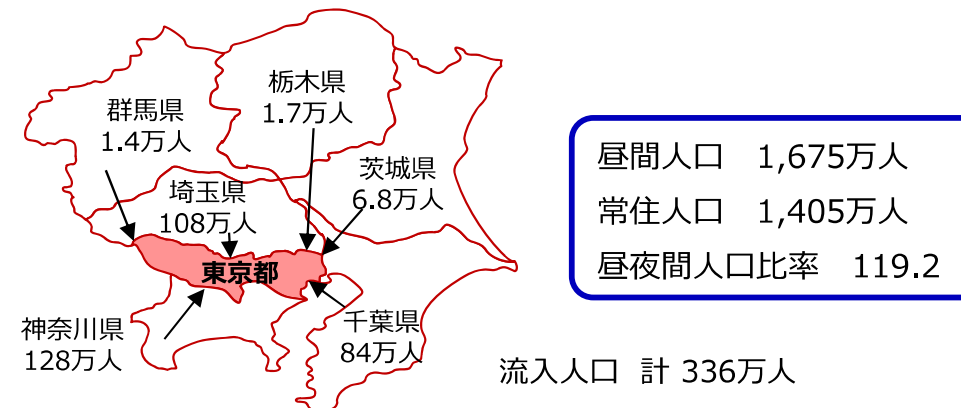 栃木県
1.7万人
群馬県
1.4万人
茨城県
6.8万人
埼玉県
108万人
東京都
神奈川県
128万人
千葉県
84万人
昼間人口　1,675万人
常住人口　1,405万人
昼夜間人口比率　119.2
流入人口 計 336万人